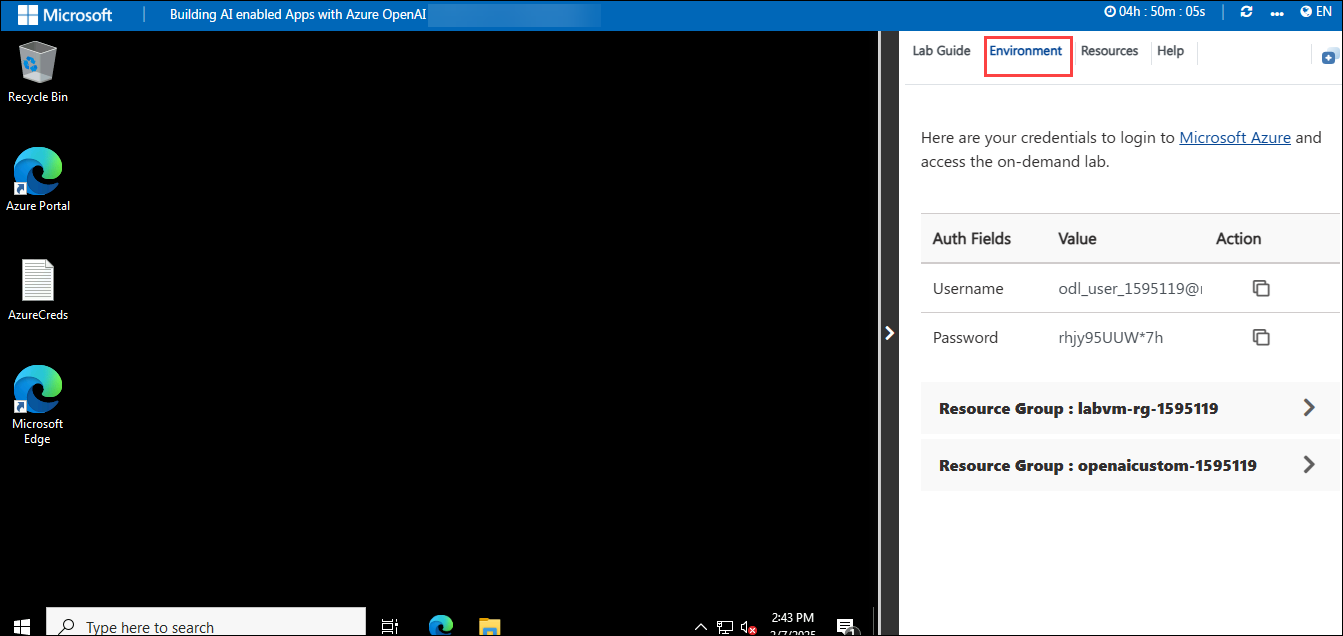 Microsoft
Building AI enabled Apps with Azure OpenAI
04h : 50m : 05s
EN
Recycle Bin
Azure Portal
AzureCreds
Microsoft
Edge
Lab Guide
Environment
Resources
Help
Here are your credentials to login to Microsoft Azure and
access the on-demand lab.
Auth Fields Value Action
Username odl_user_1595119@
Password rhjy95UUW*7h
Resource Group : labvm-rg-1595119
Resource Group : openaicustom-1595119
Type here to search
2:43 PM
2/7/2025
1